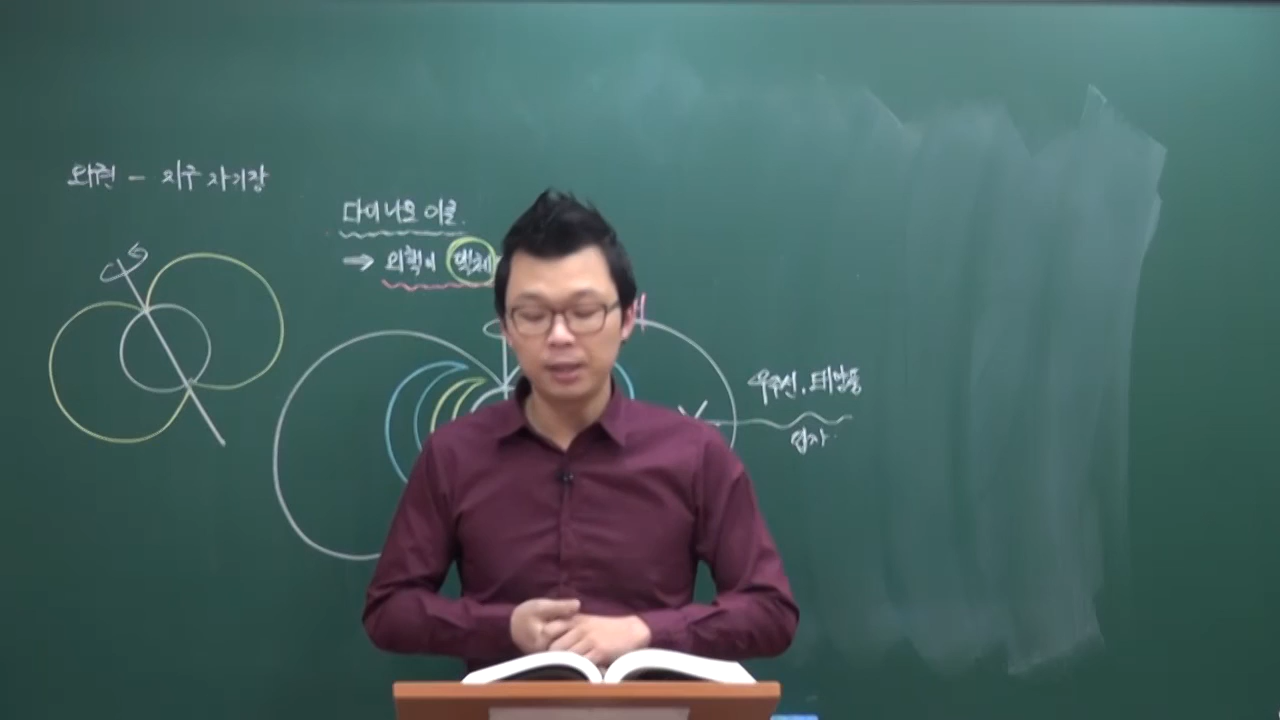 외권 - 지구 자기장
다이나모 이론.
⇒ 외핵이 액체
우주선, 태양풍
입자.